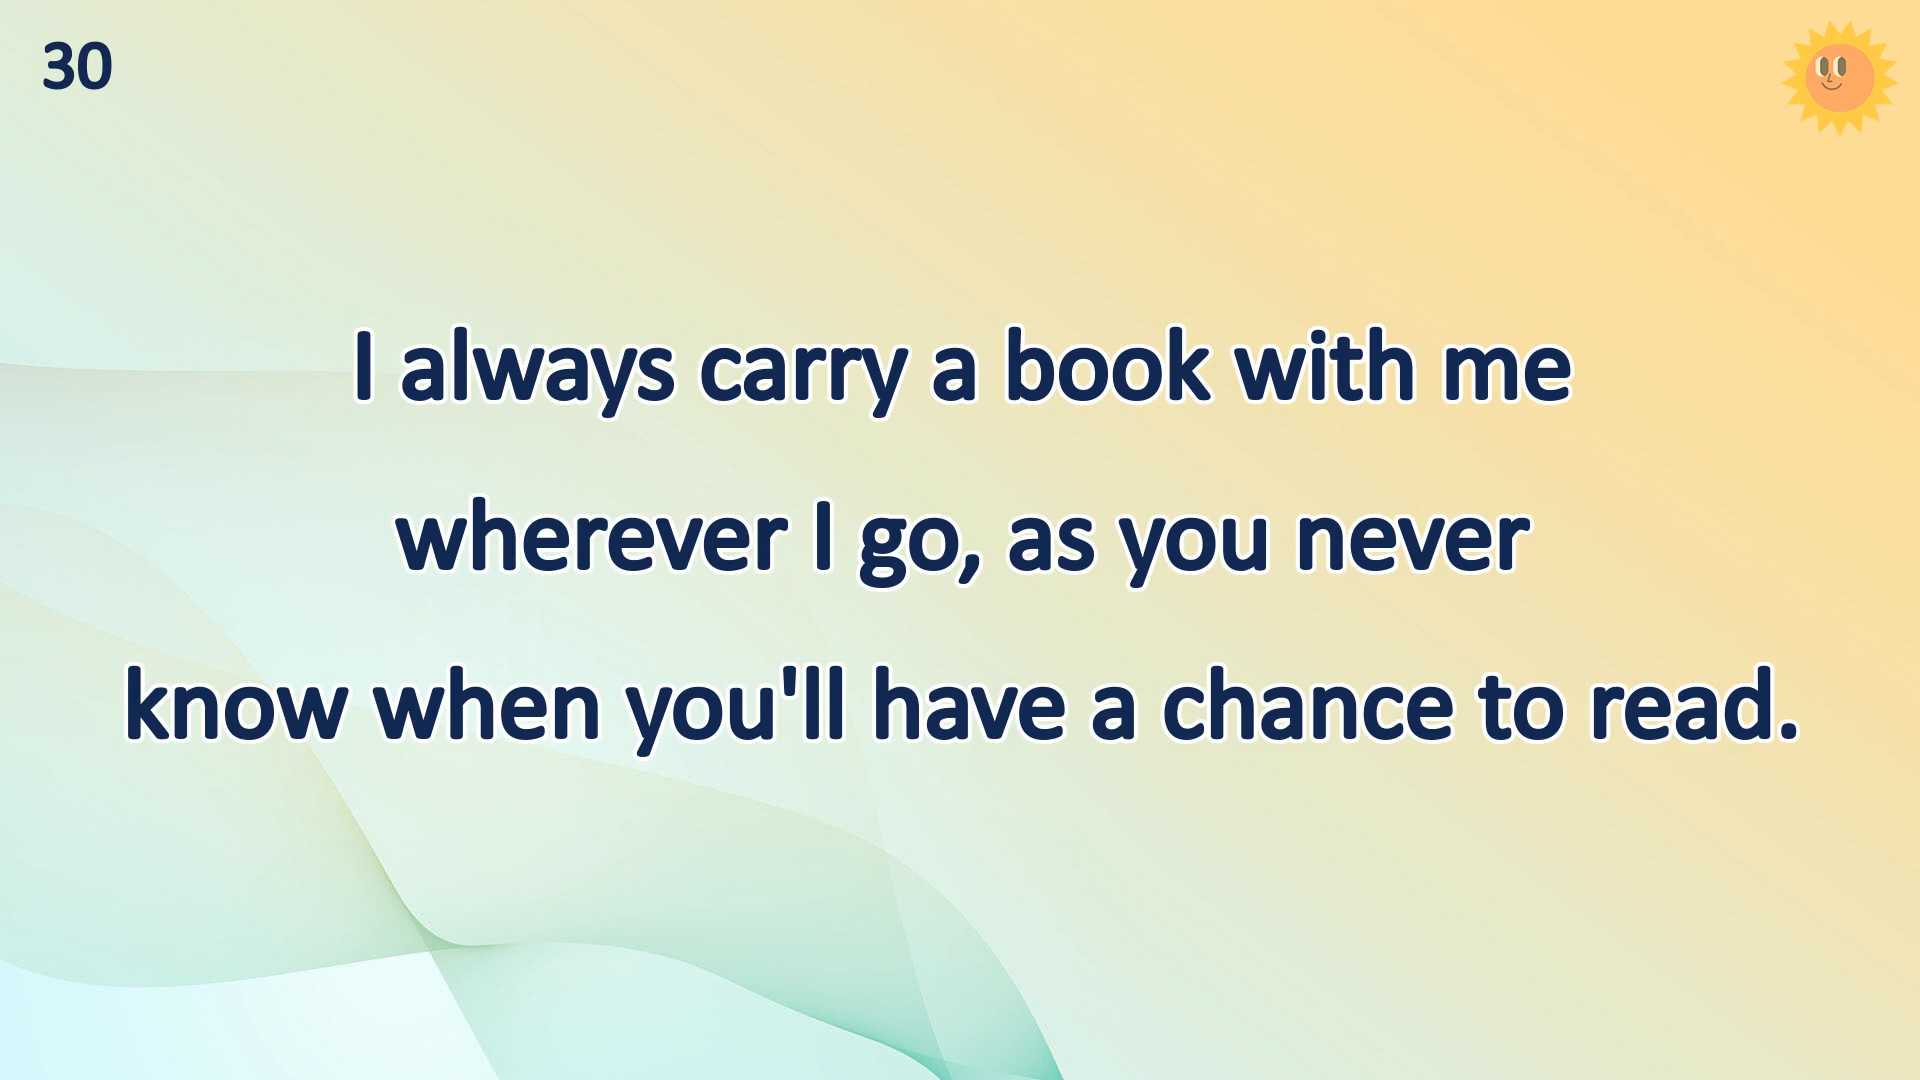 30
I always carry a book with me
wherever I go, as you never
know when you'll have a chance to read.